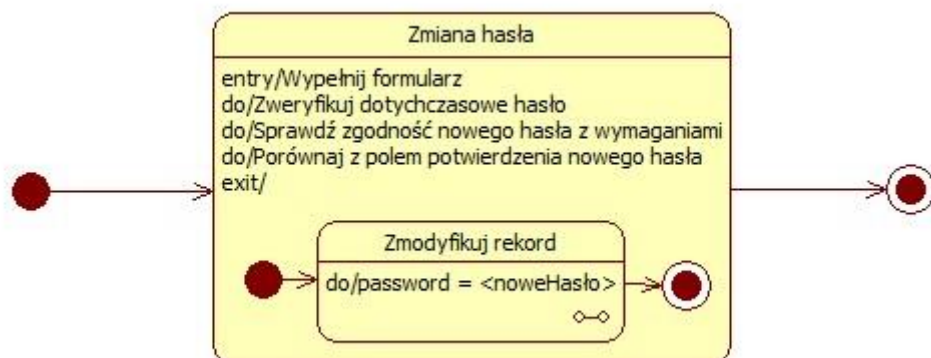 Zmiana hasła
entry/Wypełnij formularz
do/Zweryfikuj dotychczasowe hasło
do/Sprawdź zgodność nowego hasła z wymaganiami
do/Porównaj z polem potwierdzenia nowego hasła
exit/
Zmodyfikuj rekord
do/password = <noweHasło>